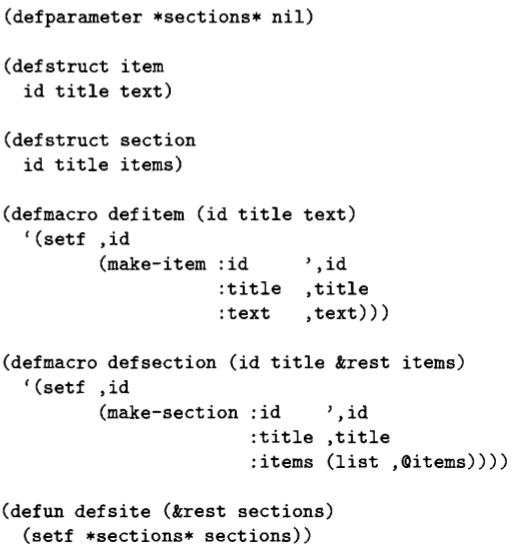 (defparameter *sections* nil)
(defstruct item
id title text)
(defstruct section
id title items)
(defmacro defitem (id title text)
‘(setf ,id
(make-item :id ’,id
:title ,title
:text ,text)))
(defmacro defsection (id title &rest items)
‘(setf ,id
(make-section :id ’,id
:title ,title
:items (list ,@items))))
(defun defsite (&rest sections)
(setf *sections* sections))